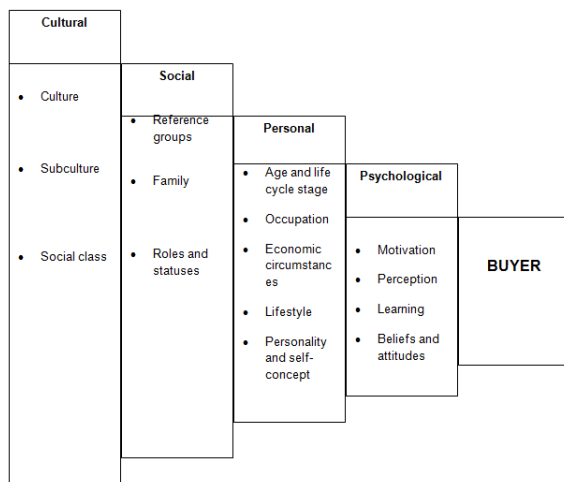 Cultural
• Culture
• Subculture
• Social class
Social
• Reference
groups
• Family
• Roles and
statuses
Personal
• Age and life
cycle stage
• Occupation
• Economic
circumstanc
es
• Lifestyle
• Personality
and self-
concept
Psychological
• Motivation
• Perception
• Learning
• Beliefs and
attitudes
BUYER